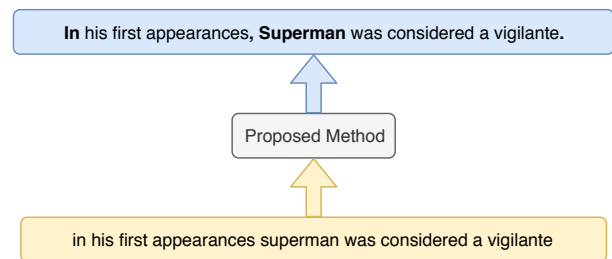 In his first appearances, Superman was considered a vigilante.
Proposed Method
in his first appearances superman was considered a vigilante